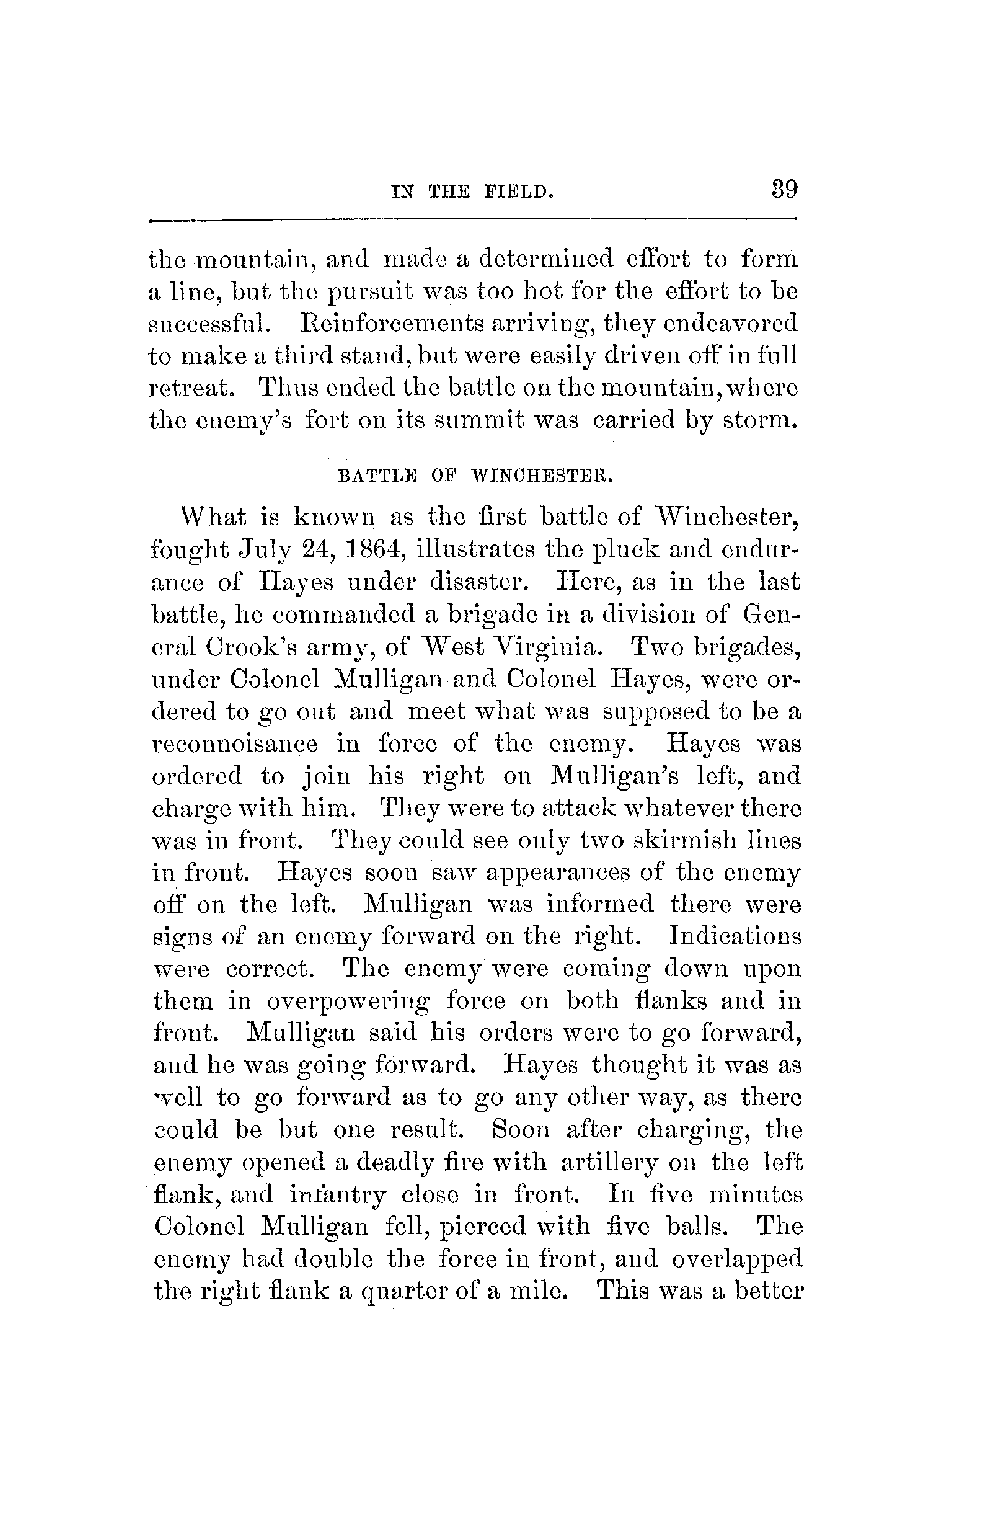 IN THE FIELD. 39
the mountain, and made a determined effort to form
a line, but the pursuit was too hot for the effort to be
successful. Reinforcements arriving, they endeavored
to make a third stand, but were easily driven off in full
retreat. Thus ended the battle on the mountain, where
the enemy's fort on its summit was carried by storm.
BATTLE OF WINCHESTER.
What is known as the first battle of Winchester,
fought July 24, 1864, illustrates the pluck and endur-
ance of Hayes under disaster. Here, as in the last
battle, he commanded a brigade in a division of Gen-
eral Crook's army, of West Virginia. Two brigades,
under Colonel Mulligan and Colonel Hayes, were or-
dered to go out and meet what was supposed to be a
reconnoisance in force of the enemy. Hayes was
ordered to join his right on Mulligan's left, and
charge with him. They were to attack whatever there
was in front. They could see only two skirmish lines
in front. Hayes soon saw appearances of the enemy
off on the left. Mulligan was informed there were
signs of an enemy forward on the right. Indications
were correct. The enemy were coming down upon
them in overpowering force on both flanks and in
front. Mulligan said his orders were to go forward,
and he was going forward. Hayes thought it was as
well to go forward as to go any other way, as there
could be but one result. Soon after charging, the
enemy opened a deadly fire with artillery on the left
flank, and infantry close in front. In five minutes
Colonel Mulligan fell, pierced with five balls. The
enemy had double the force in front, and overlapped
the right flank a quarter of a mile. This was a better